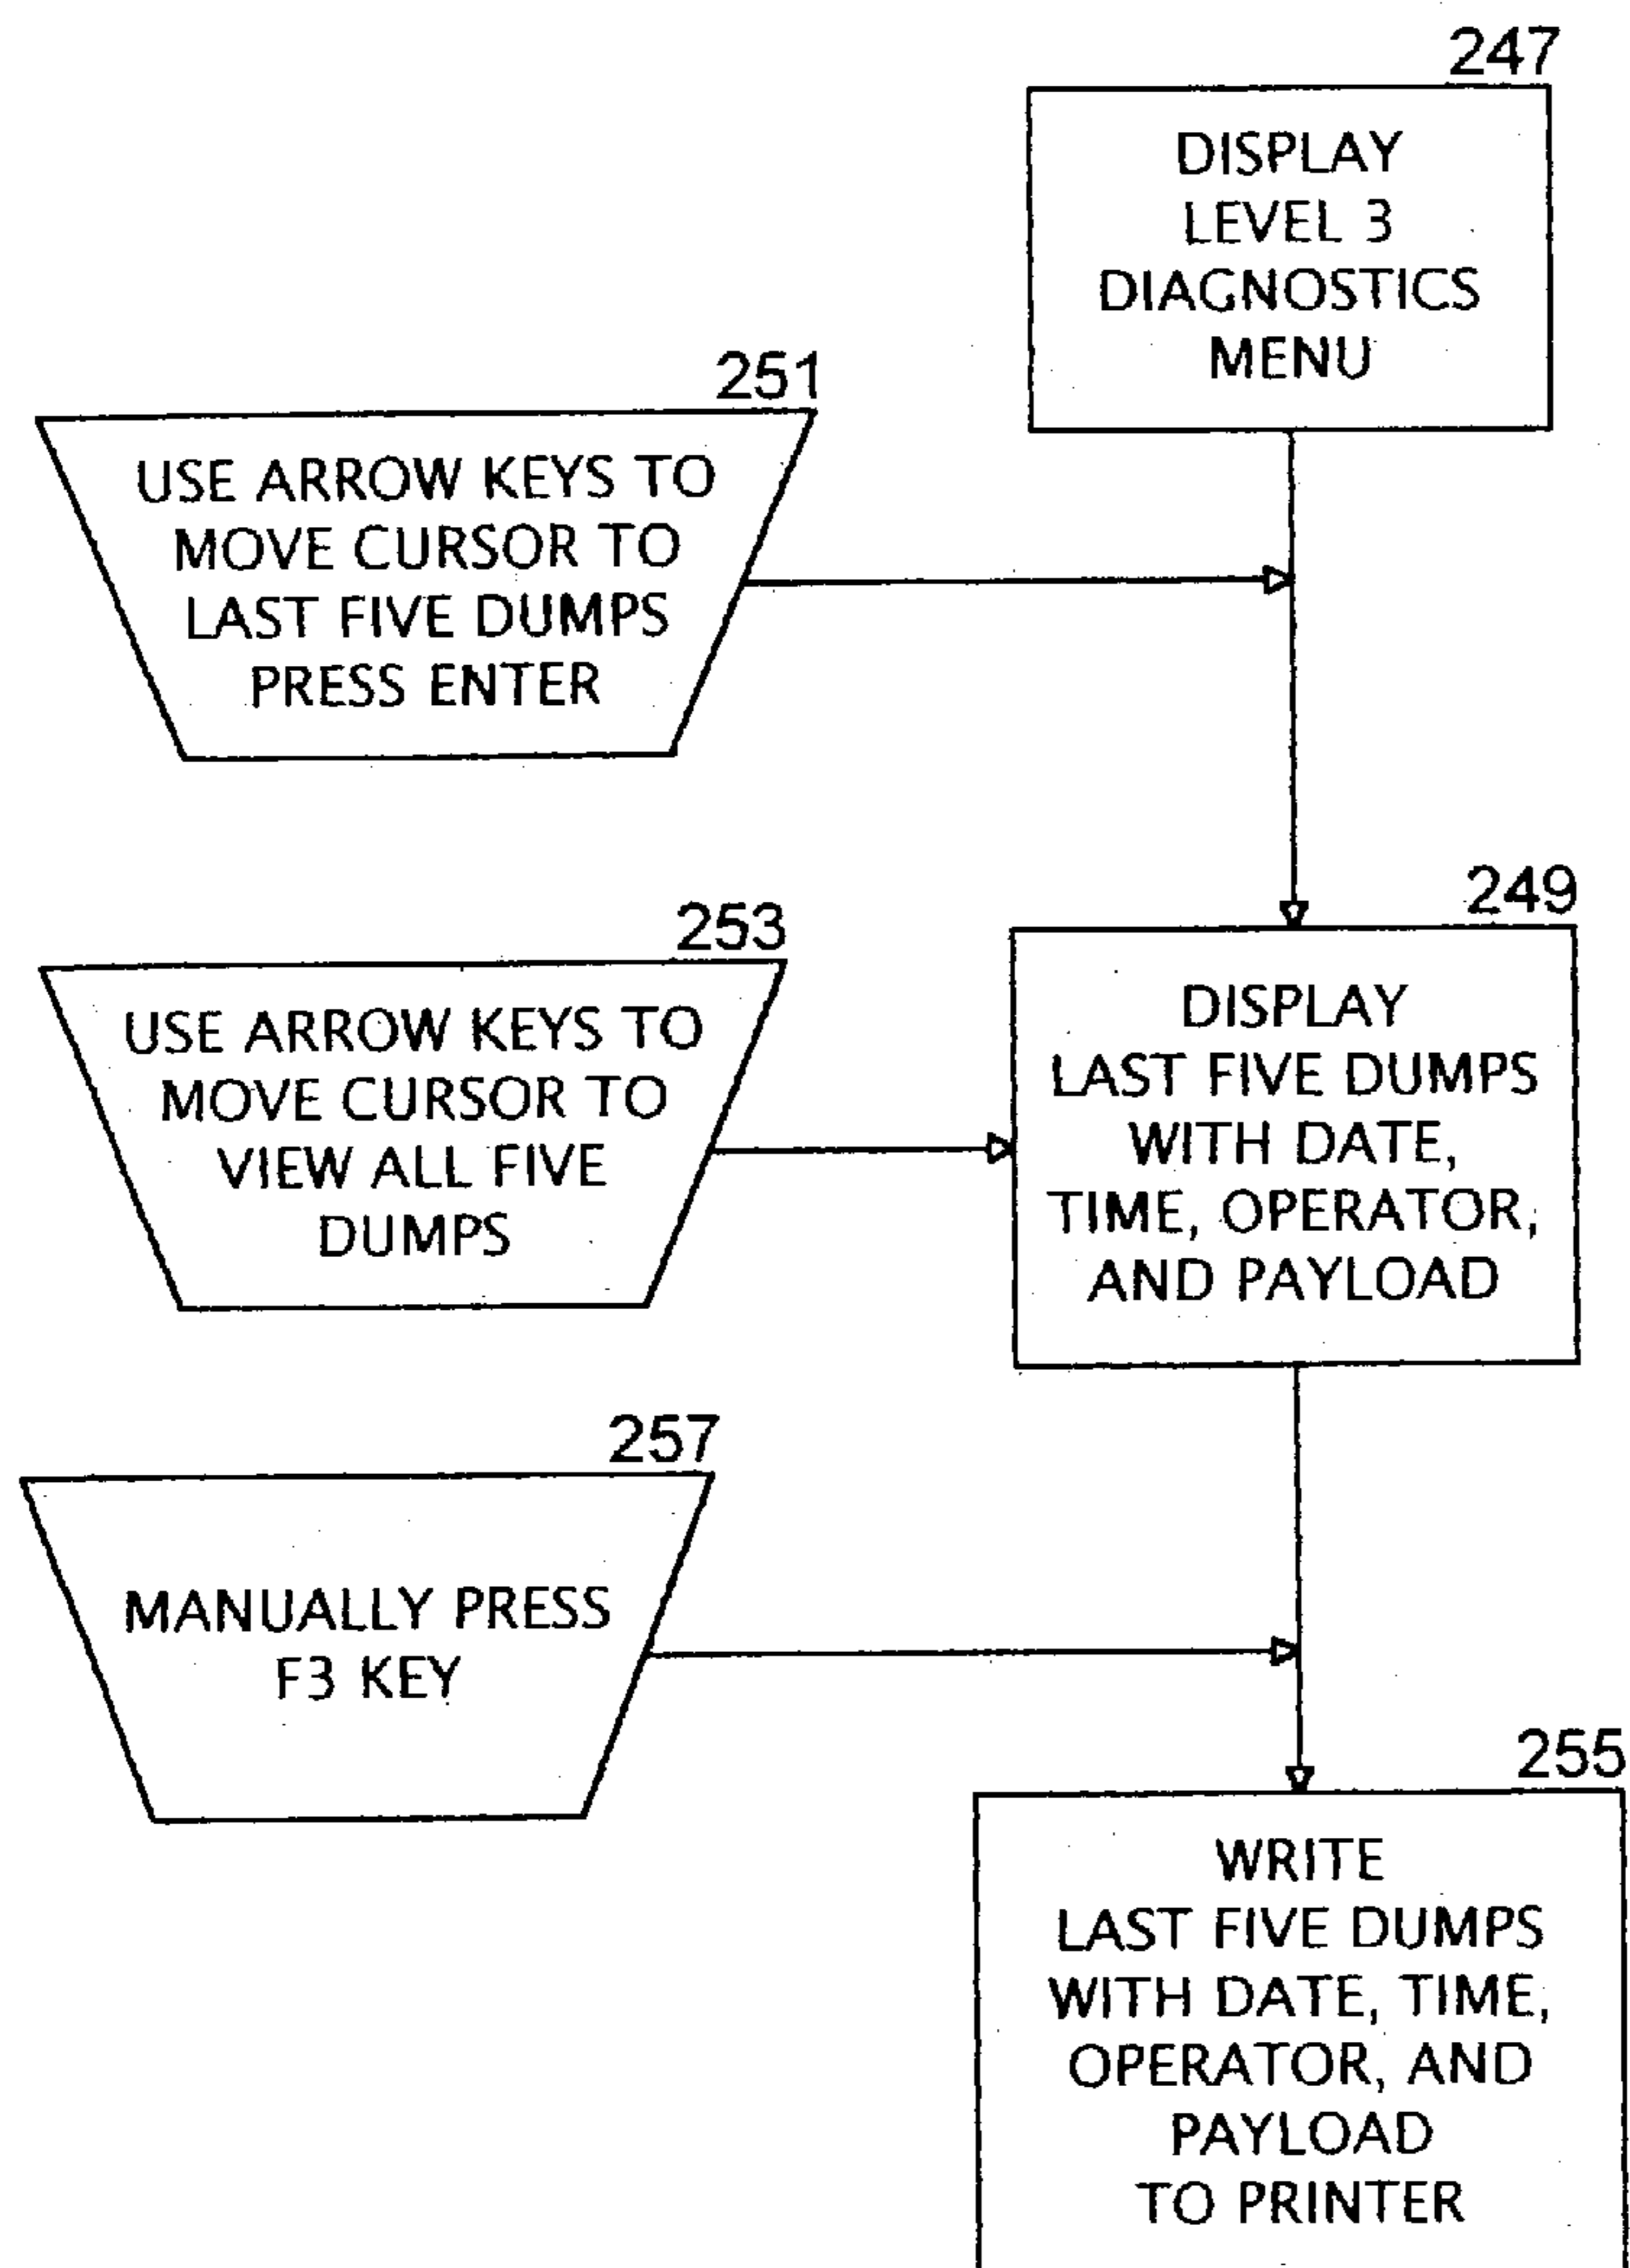 247
DISPLAY
LEVEL 3
DIAGNOSTICS
MENU
251
USE ARROW KEYS TO
MOVE CURSOR TO
LAST FIVE DUMPS
PRESS ENTER
249
DISPLAY
LAST FIVE DUMPS
WITH DATE,
TIME, OPERATOR,
AND PAYLOAD
253
USE ARROW KEYS TO
MOVE CURSOR TO
VIEW ALL FIVE
DUMPS
257
MANUALLY PRESS
F3 KEY
255
WRITE
LAST FIVE DUMPS
WITH DATE, TIME,
OPERATOR, AND
PAYLOAD
TO PRINTER